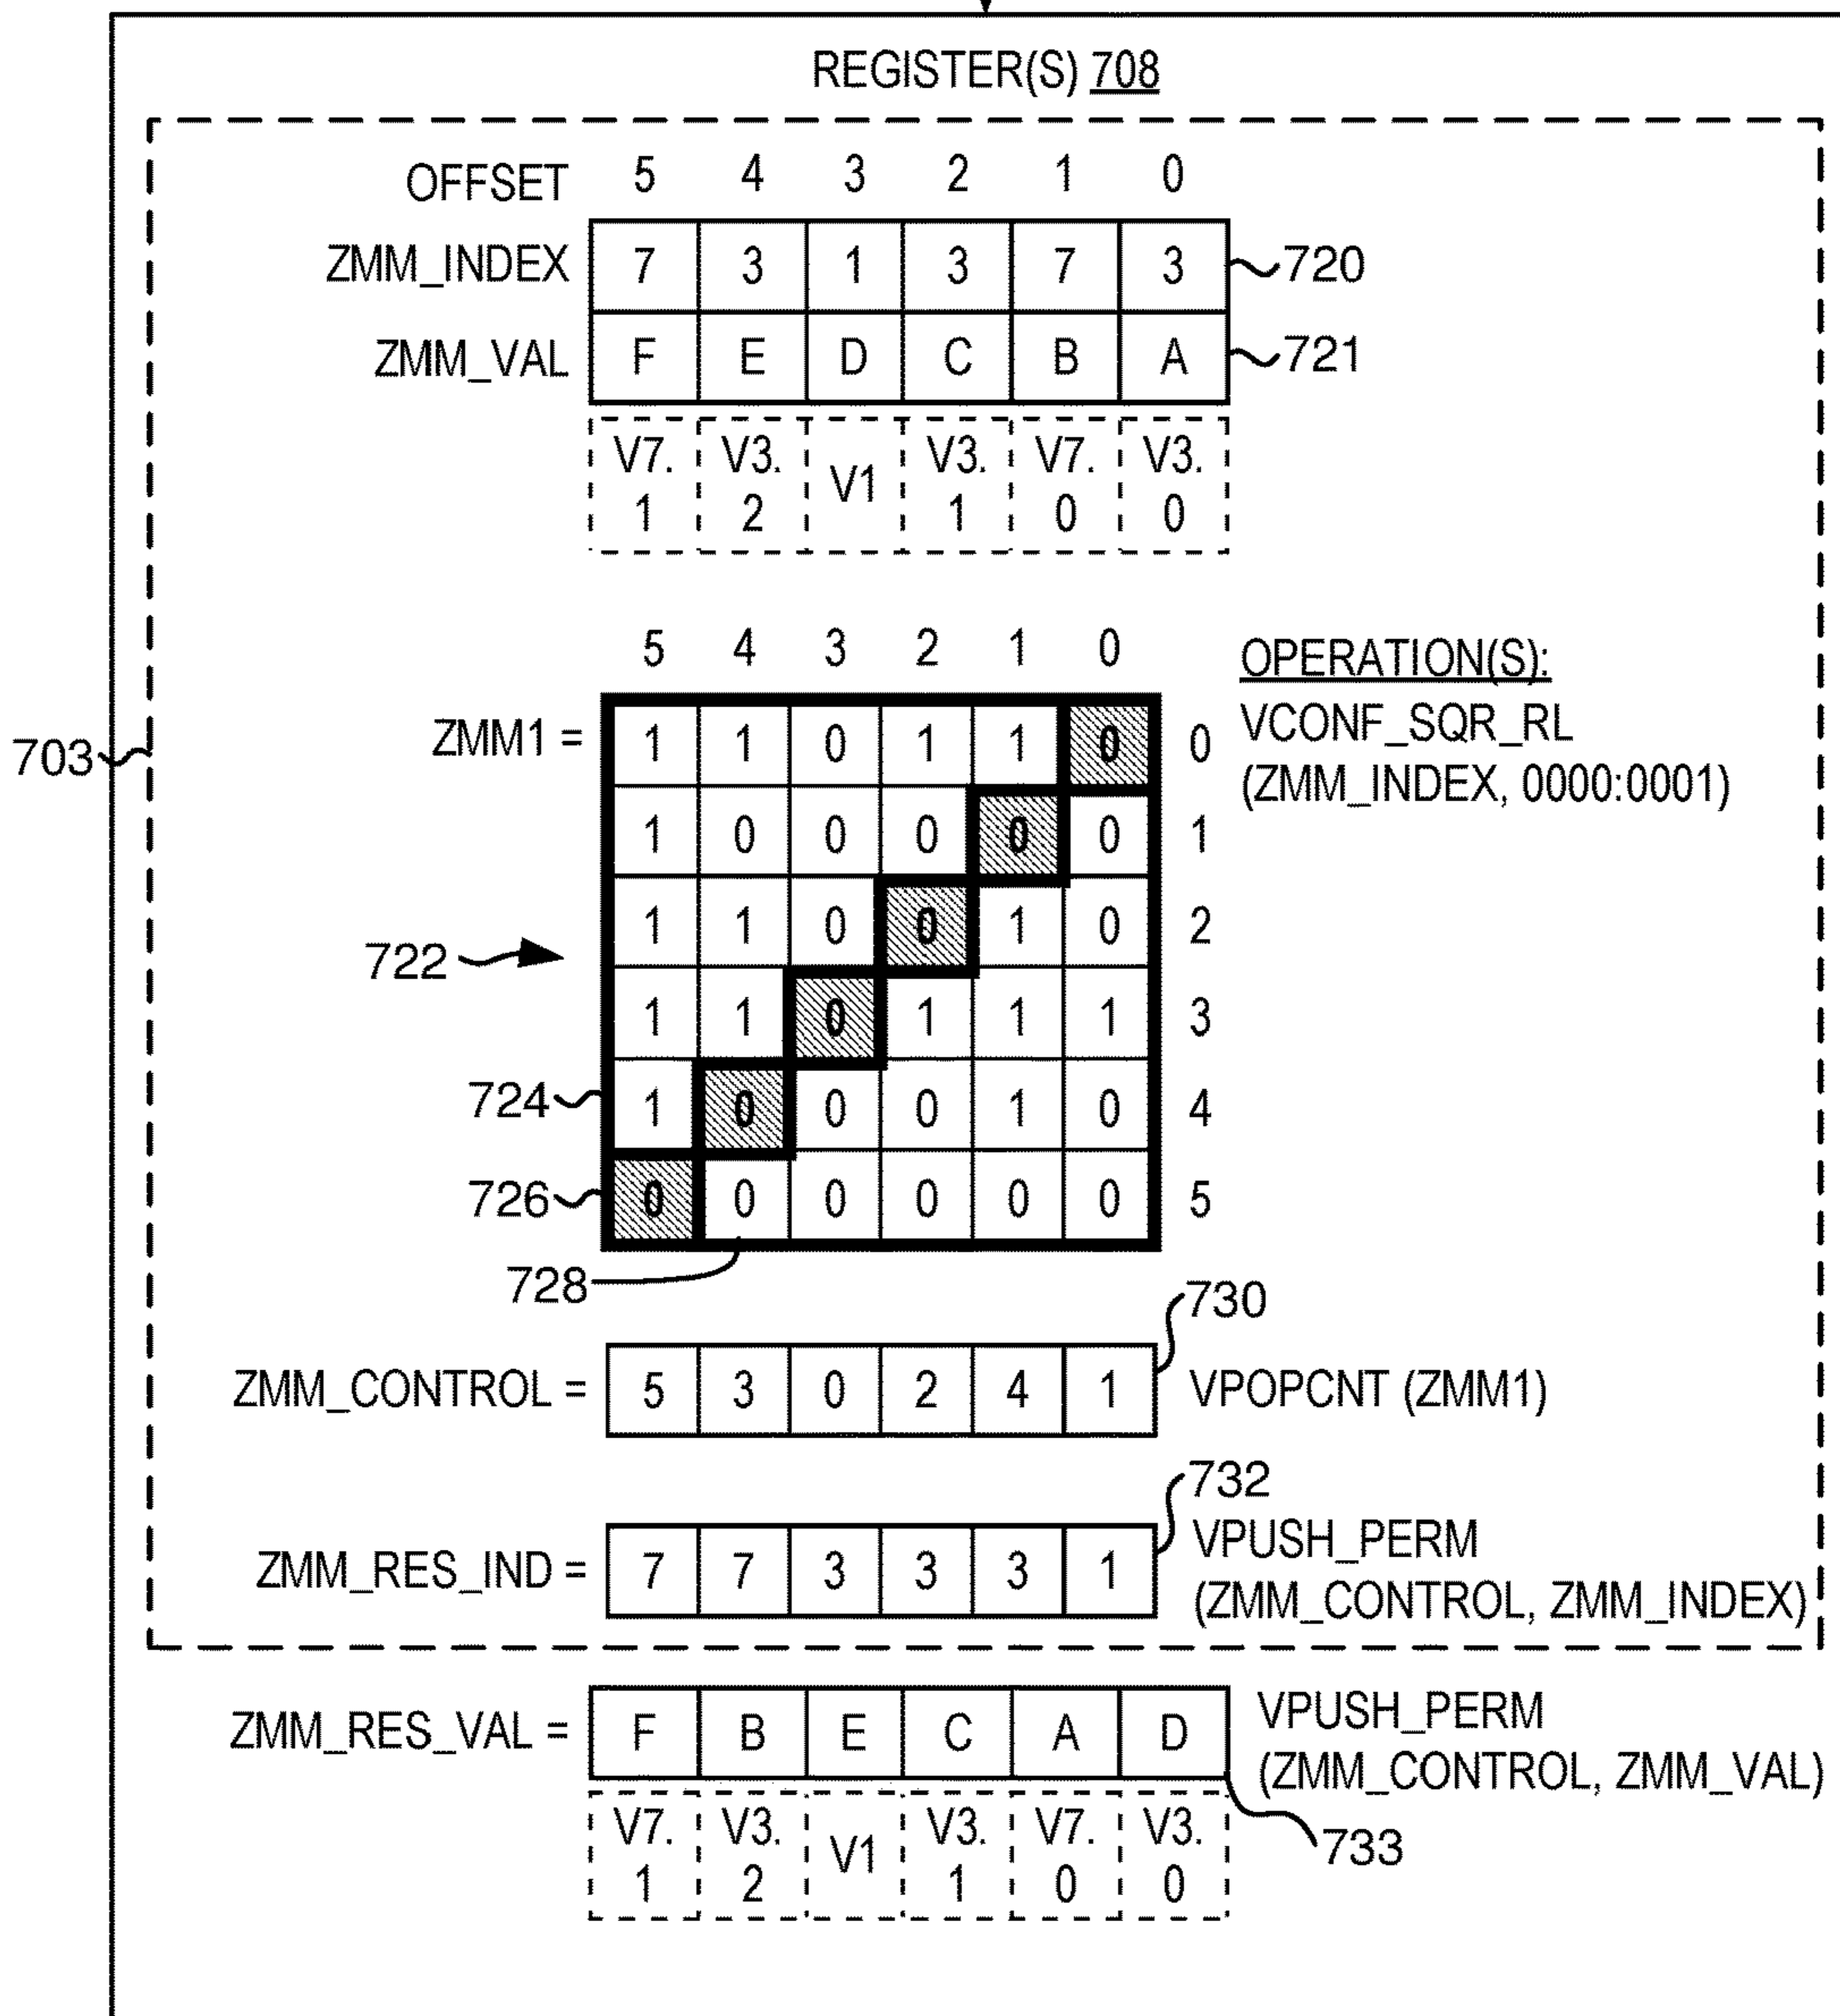 REGISTER(S) 708
OFFSET 5 4 3 2 1 0
ZMM_INDEX 7 3 1 3 7 3 720
ZMM_VAL F E D C B A 721
V7. V3. V1 V3. V7. V3.
1 2 1 0 0
5 4 3 2 1 0 OPERATION(S):
703 ZMM1 = 1 1 0 1 1 0 0 VCONF_SQR_RL
(ZMM_INDEX, 0000:0001)
1 0 0 0 0 0 1
722 1 1 0 0 1 0 2
1 1 0 1 1 1 3
724 1 0 0 0 1 0 4
726 0 0 0 0 0 0 5
728
730
ZMM_CONTROL = 5 3 0 2 4 1 VPOPCNT (ZMM1)
732
ZMM_RES_IND = 7 7 3 3 3 1 VPUSH_PERM
(ZMM_CONTROL, ZMM_INDEX)
ZMM_RES_VAL = F B E C A D VPUSH_PERM
(ZMM_CONTROL, ZMM_VAL)
V7. V3. V1 V3. V7. V3.
1 2 1 0 0
733